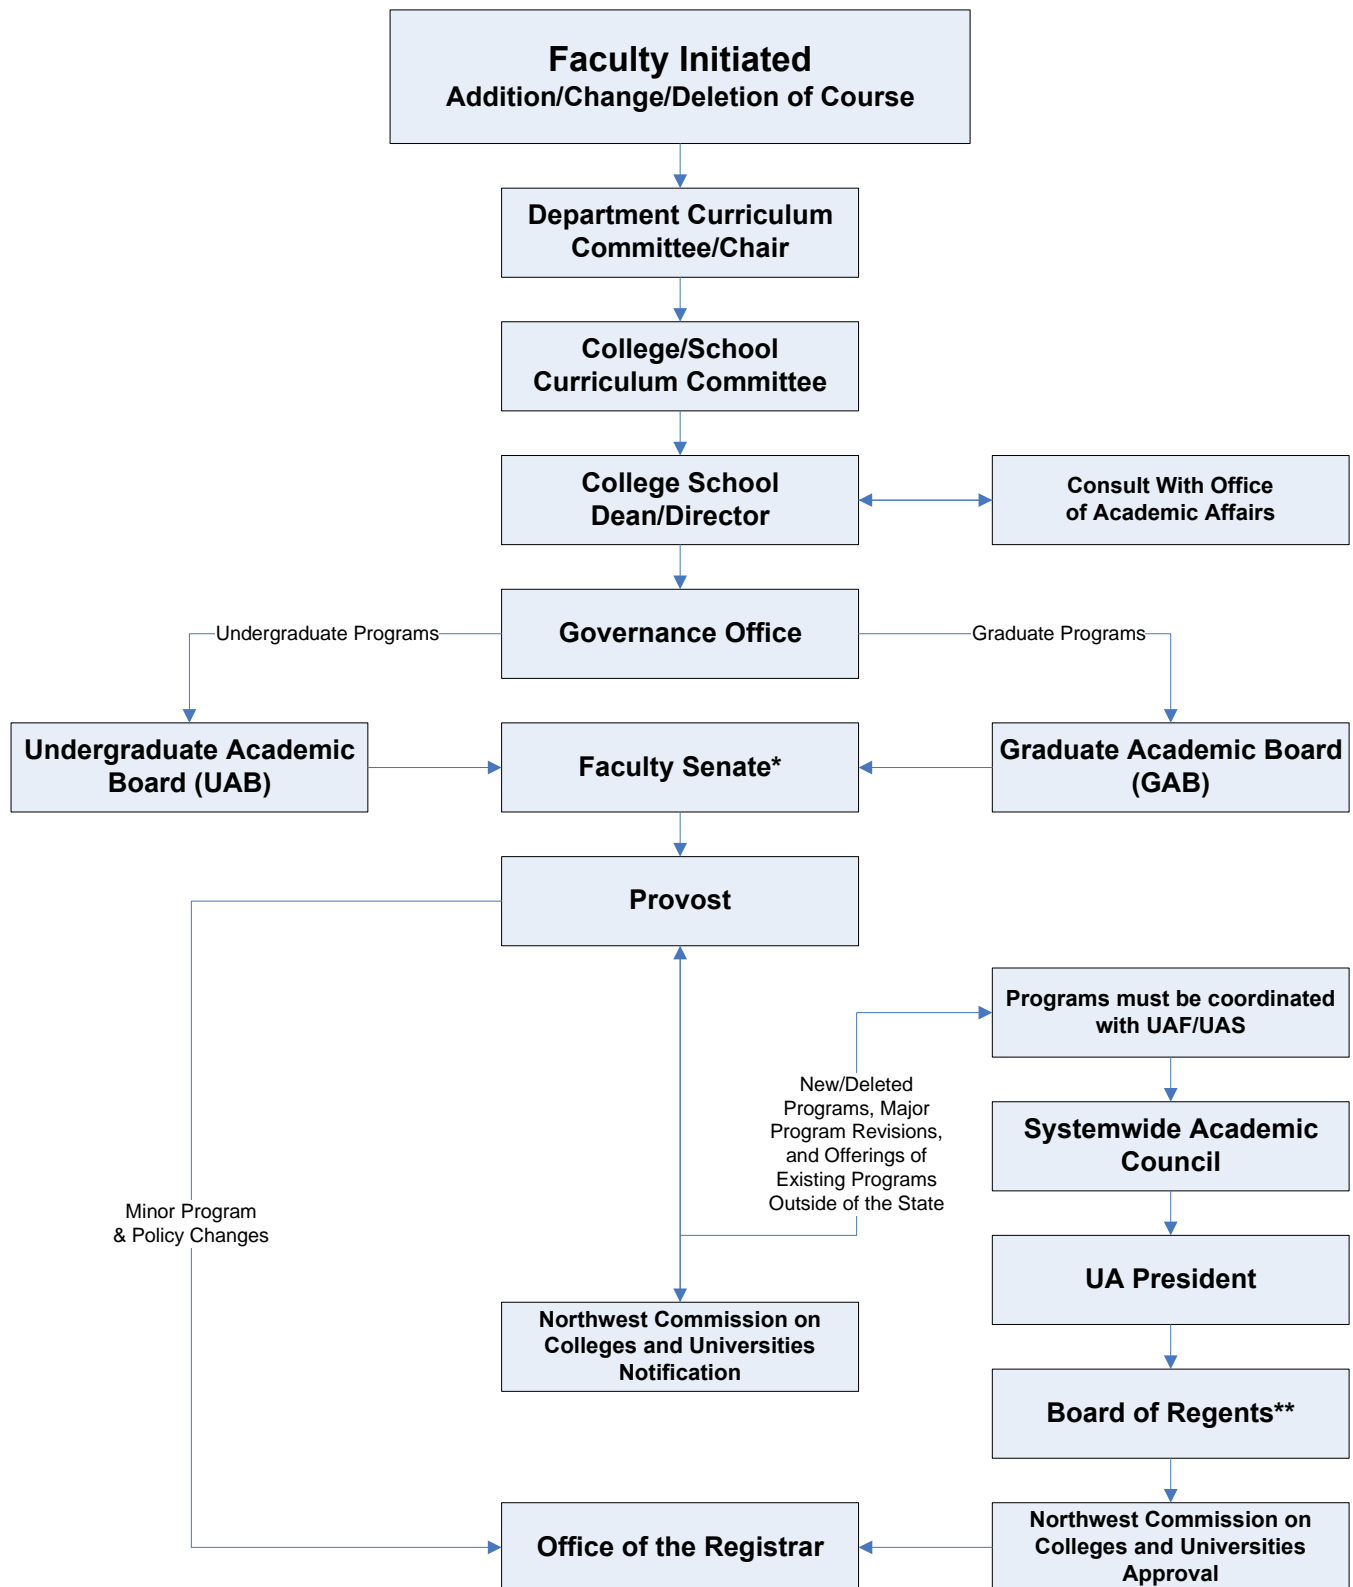 Faculty Initiated
Addition/Change/Deletion of Course
Department Curriculum
Committee/Chair
College/School
Curriculum Committee
College School
Dean/Director
Consult With Office
of Academic Affairs
Governance Office
Undergraduate Programs
Graduate Programs
Undergraduate Academic
Board (UAB)
Faculty Senate*
Graduate Academic Board
(GAB)
Provost
Programs must be coordinated
with UAF/UAS
New/Deleted
Programs, Major
Program Revisions,
and Offerings of
Existing Programs
Outside of the State
Systemwide Academic
Council
Minor Program
& Policy Changes
UA President
Northwest Commission on
Colleges and Universities
Notification
Board of Regents**
Office of the Registrar
Northwest Commission on
Colleges and Universities
Approval